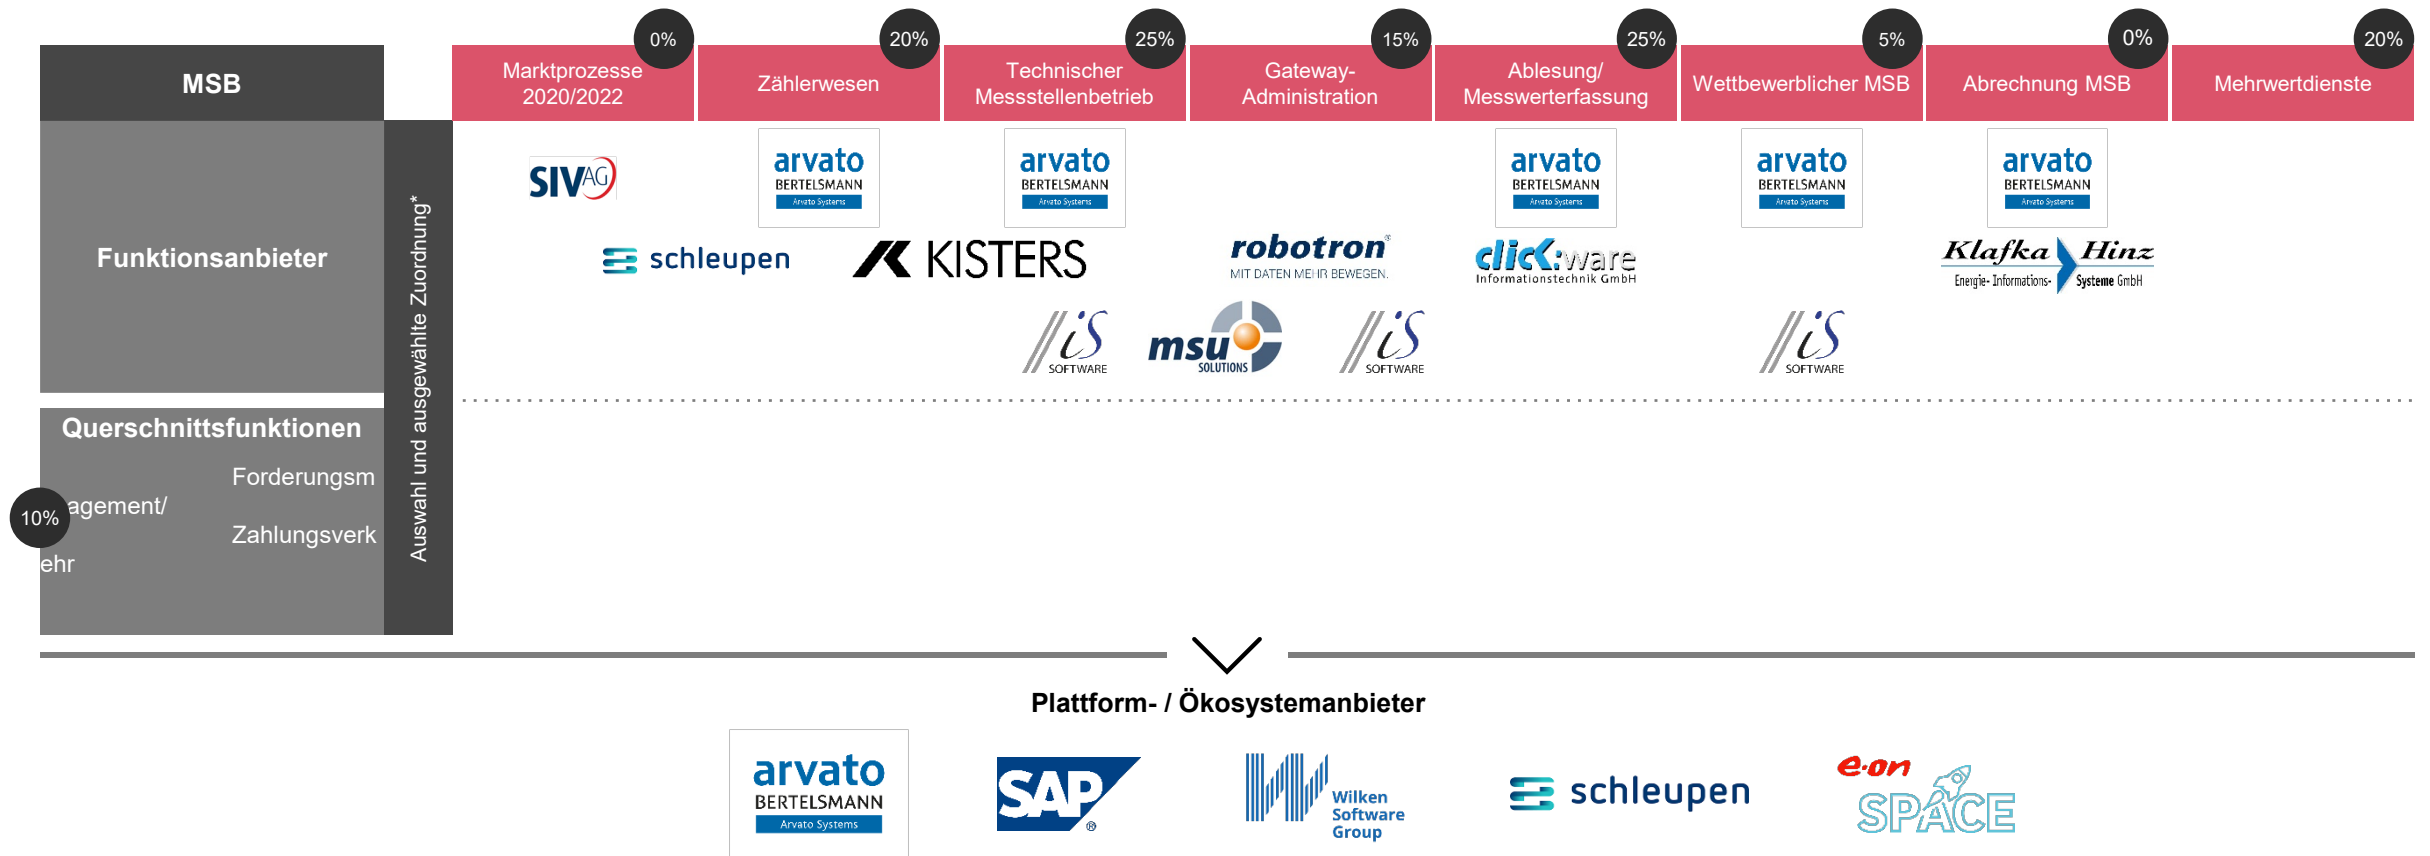 0%
20%
25%
15%
25%
5%
0%
20%
MSB
Marktprozesse
2020/2022
Zählerwesen
Technischer
Messstellenbetrieb
Gateway-
Administration
Ablesung/
Messwerterfassung
Wettbewerblicher MSB
Abrechnung MSB
Mehrwertdienste
Funktionsanbieter
Auswahl und ausgewählte Zuordnung*
SIVAG
arvato
BERTELSMANN
Arvato Systems
arvato
BERTELSMANN
Arvato Systems
arvato
BERTELSMANN
Arvato Systems
arvato
BERTELSMANN
Arvato Systems
arvato
BERTELSMANN
Arvato Systems
schleupen
KISTERS
robotron®
MIT DATEN MEHR BEWEGEN.
click:ware
Informationstechnik GmbH
Klafka Hinz
Energie- Informations- Systeme GmbH
iS
SOFTWARE
msu
SOLUTIONS
iS
SOFTWARE
iS
SOFTWARE
Querschnittsfunktionen
Forderungsm
agement/
Zahlungsverk
ehr
10%
Plattform- / Ökosystemanbieter
arvato
BERTELSMANN
Arvato Systems
SAP®
Wilken
Software
Group
schleupen
e·on
SPACE